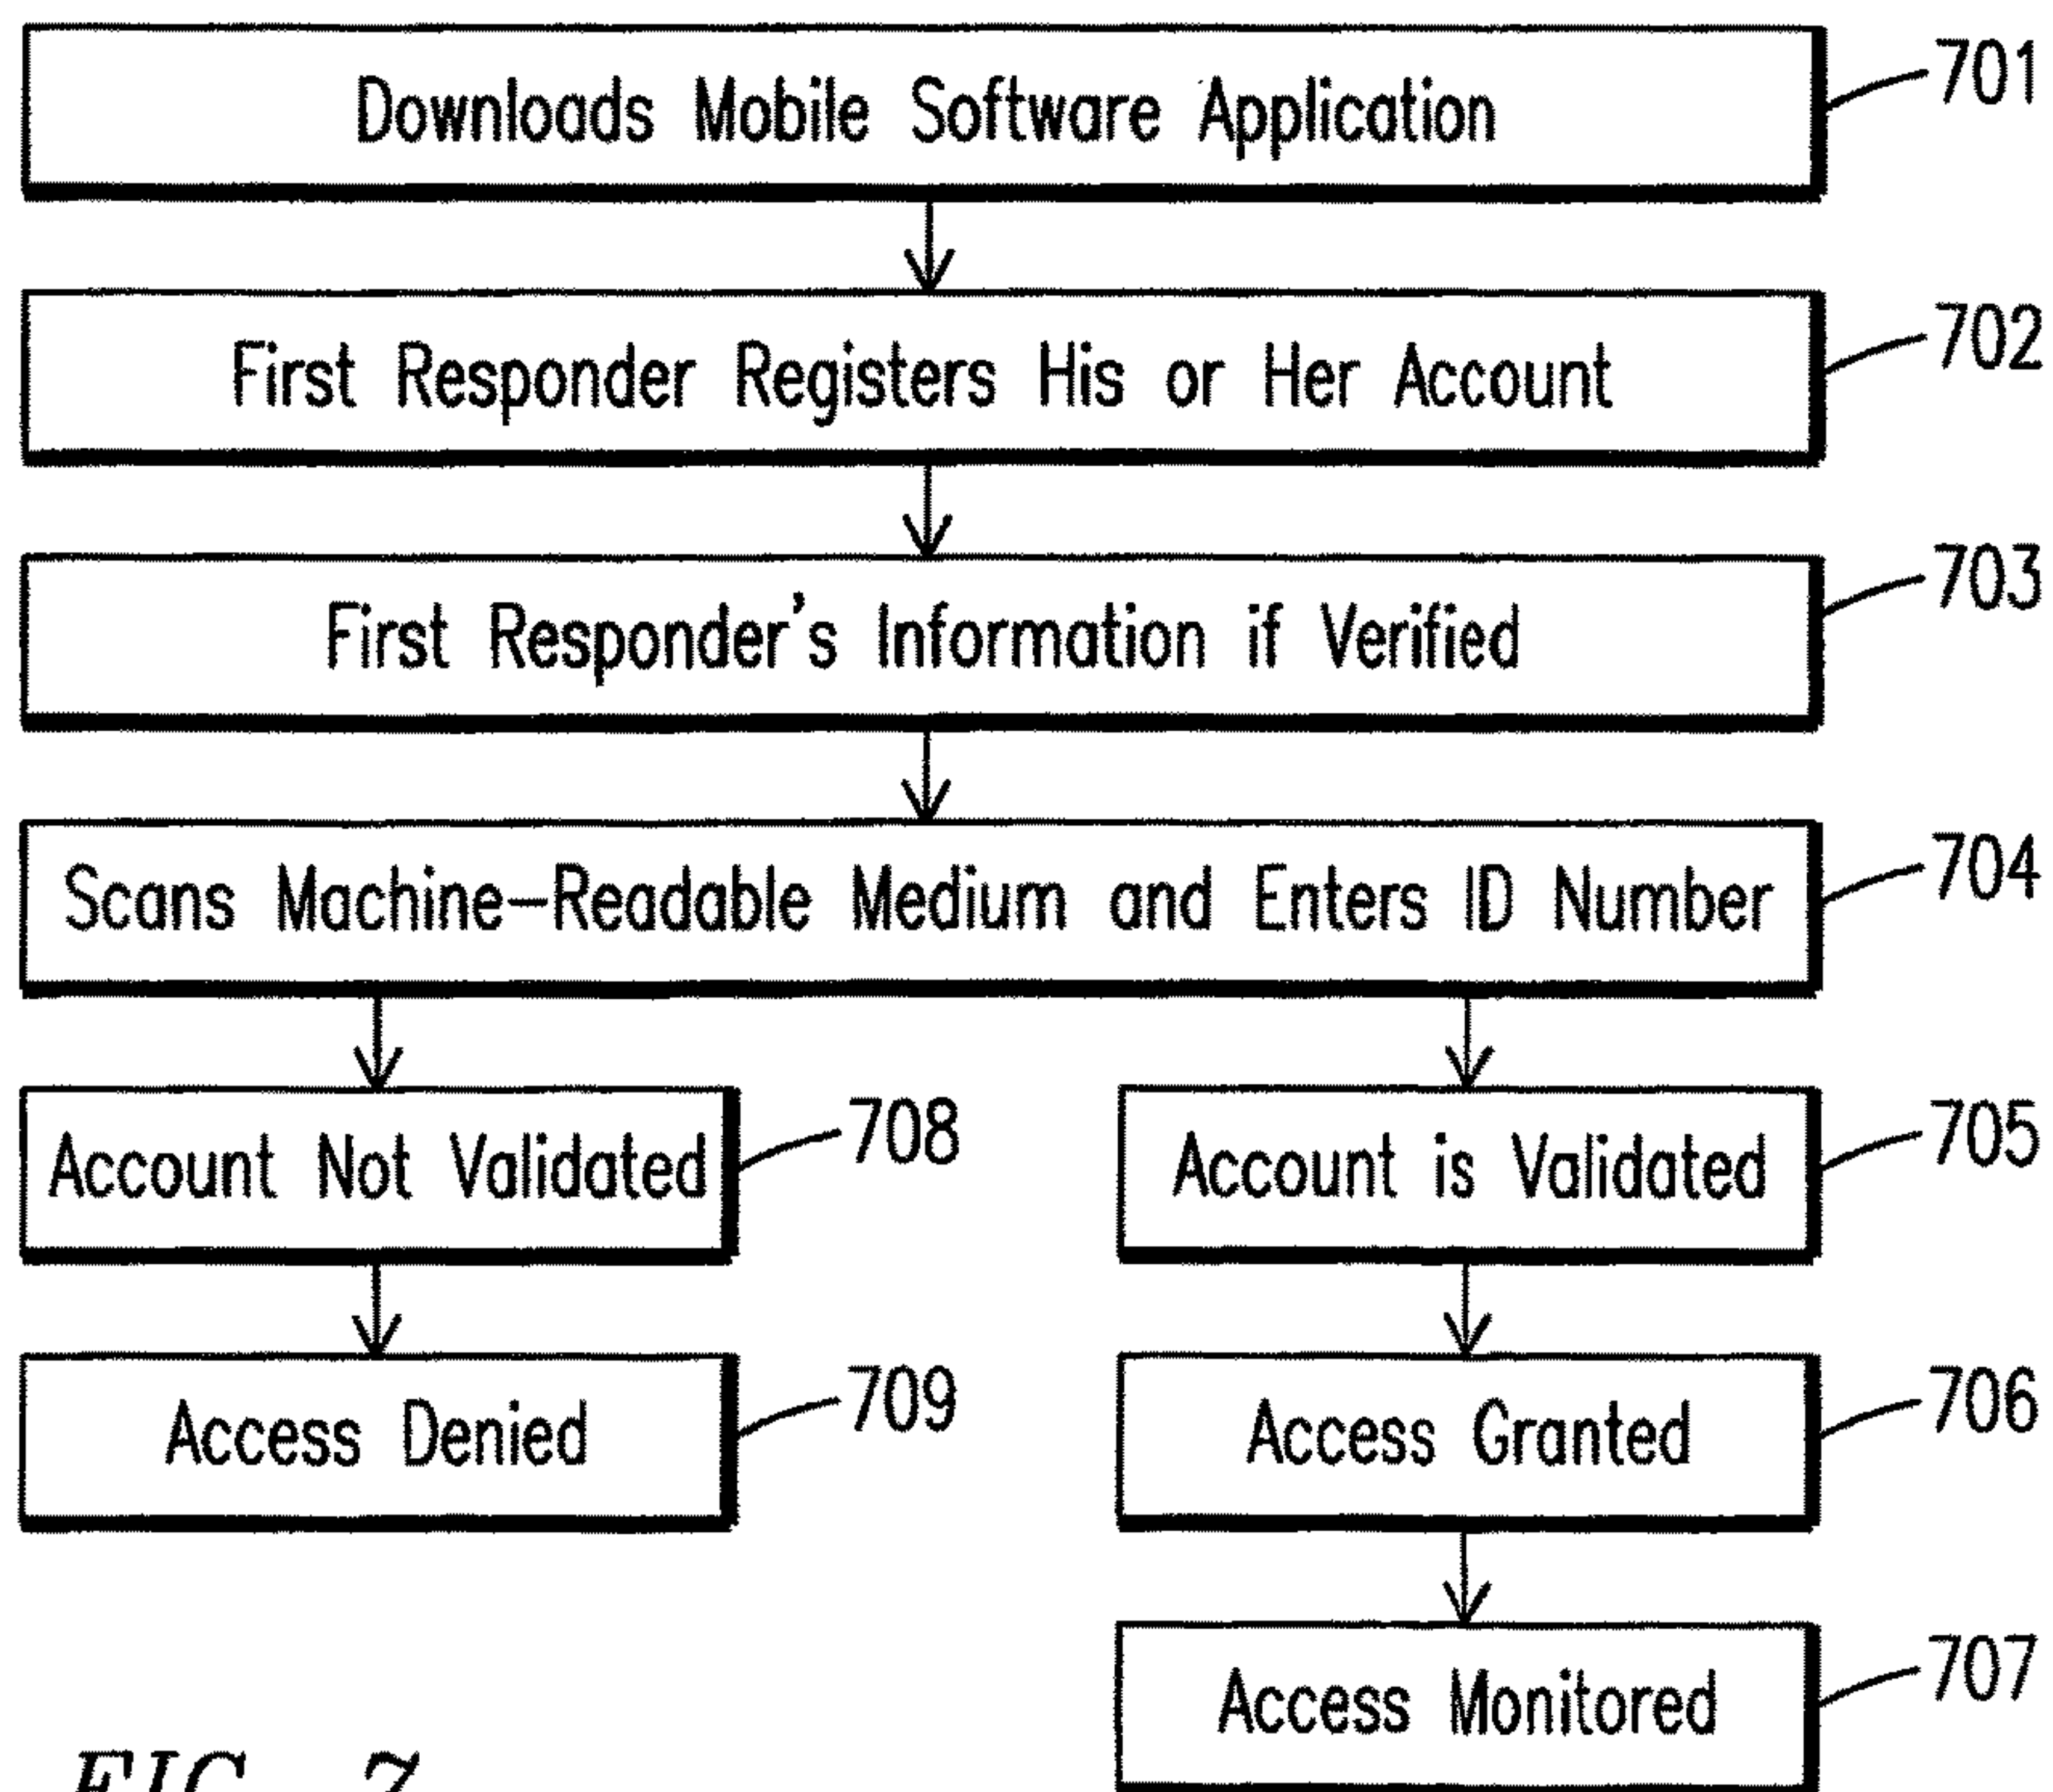 Downloads Mobile Software Application
701
First Responder Registers His or Her Account
702
First Responder's Information if Verified
703
Scans Machine-Readable Medium and Enters ID Number
704
Account Not Validated
708
Account is Validated
705
Access Denied
709
Access Granted
706
Access Monitored
707
FIG. 7